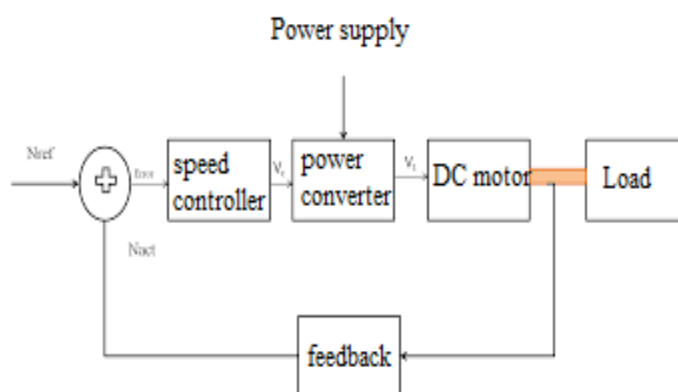 Power supply
Nref
Error
speed
controller
Vc
power
converter
Vt
DC motor
Load
Nact
feedback